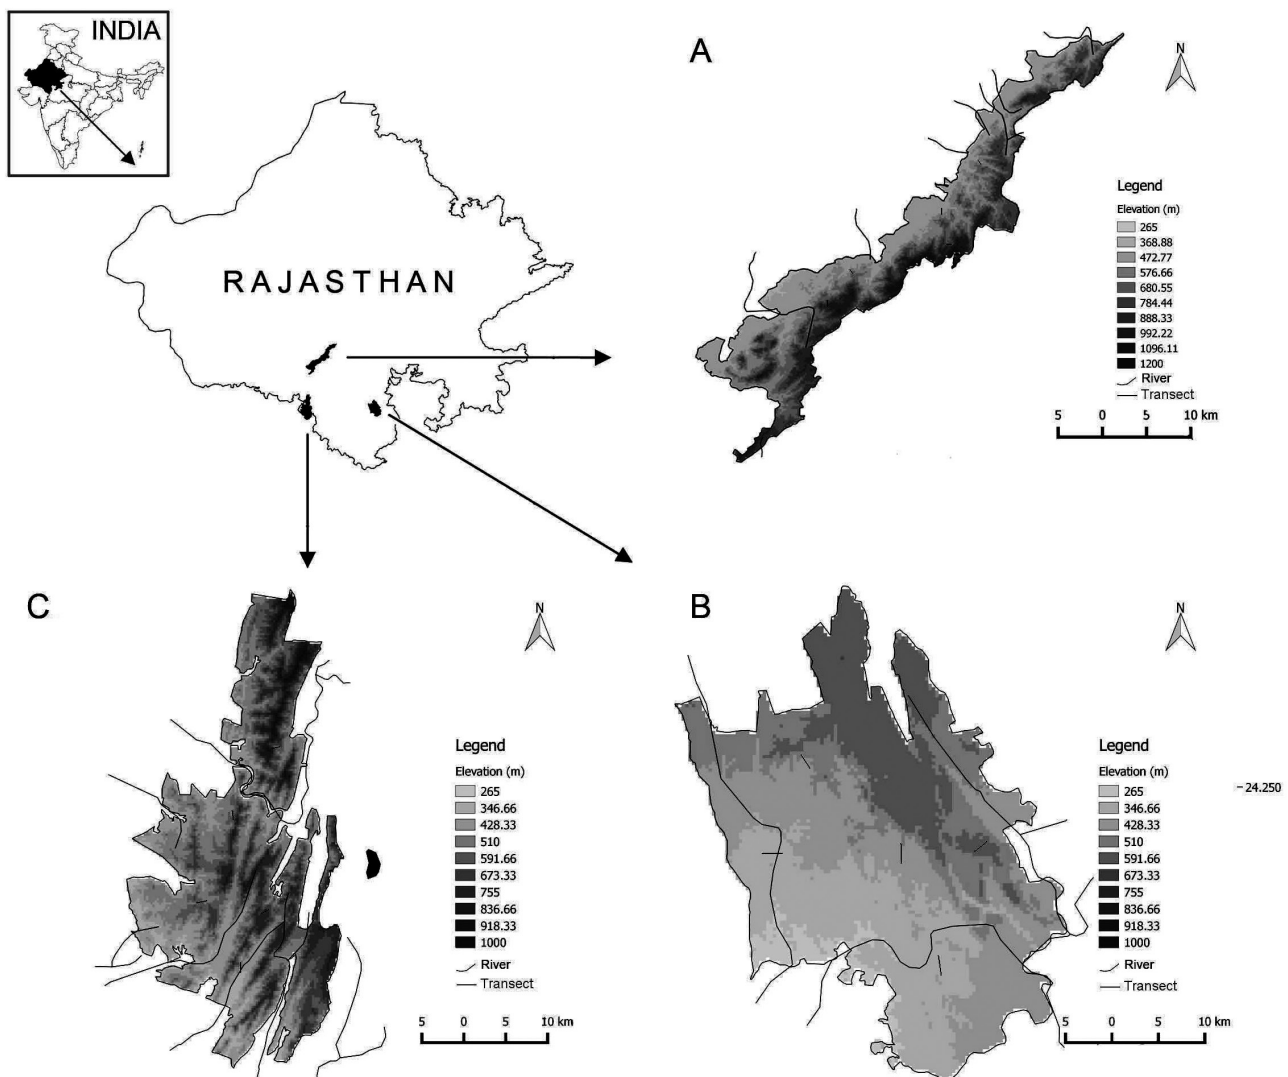 INDIA
RAJASTHAN
A
N
Legend
Elevation (m)
265
368.88
472.77
576.66
680.55
784.44
888.33
992.22
1096.11
1200
River
Transect
5 0 5 10 km
C
N
Legend
Elevation (m)
265
346.66
428.33
510
591.66
673.33
755
836.66
918.33
1000
River
Transect
5 0 5 10 km
B
N
24.250
Legend
Elevation (m)
265
346.66
428.33
510
591.66
673.33
755
836.66
918.33
1000
River
Transect
5 0 5 10 km